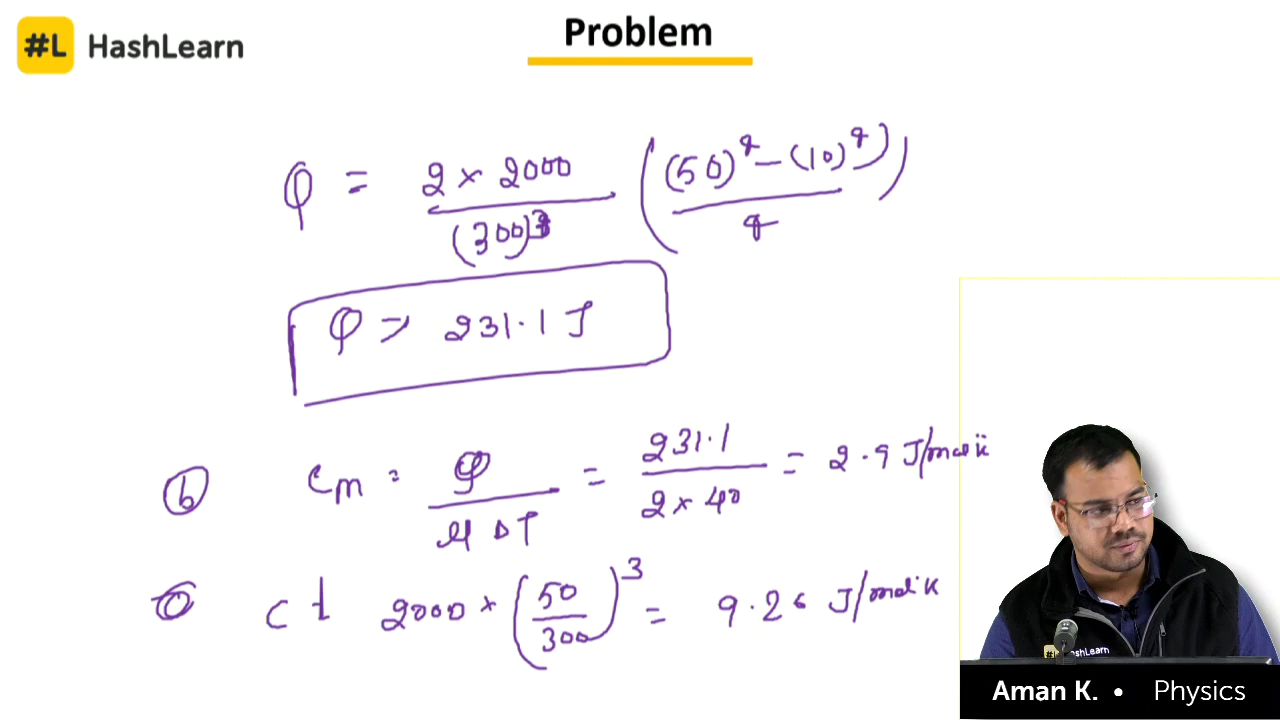 #L HashLearn
Problem
Q = 2 × 2000 / (300)³ ((50)⁴ - (10)⁴ / 4)
Q = 231.1 J
(b) Cm = Q / μ ΔT = 231.1 / 2 × 40 = 2.9 J/mol·K
2000 × (50 / 300)³ = 9.26 J/mol·K
#L HashLearn
Aman K. • Physics